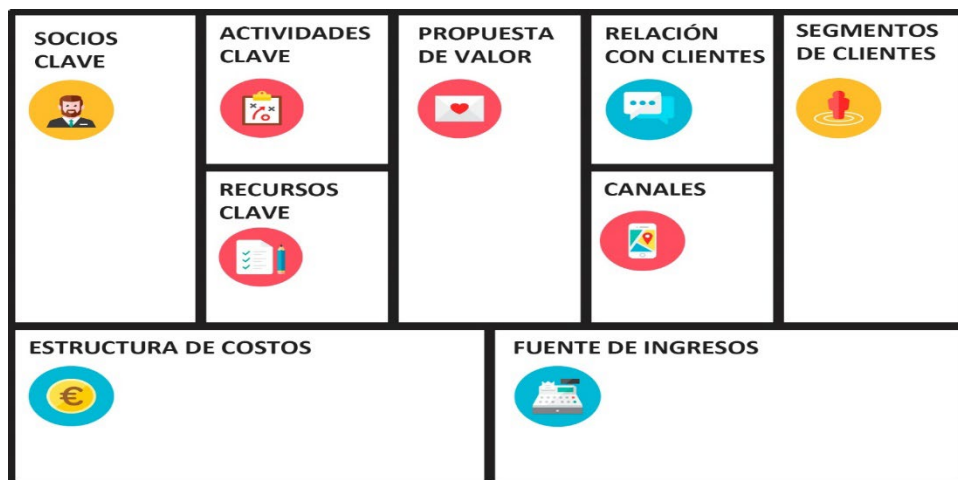 SOCIOS
CLAVE
ACTIVIDADES
CLAVE
PROPUESTA
DE VALOR
RELACIÓN
CON CLIENTES
SEGMENTOS
DE CLIENTES
RECURSOS
CLAVE
CANALES
ESTRUCTURA DE COSTOS
€
FUENTE DE INGRESOS